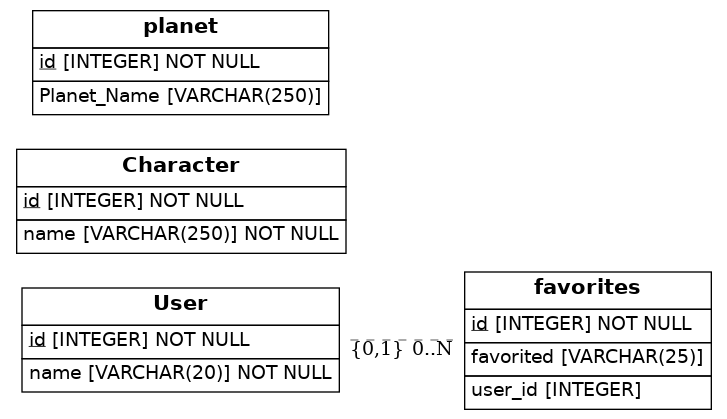 planet
id [INTEGER] NOT NULL
Planet_Name [VARCHAR(250)]
Character
id [INTEGER] NOT NULL
name [VARCHAR(250)] NOT NULL
User
id [INTEGER] NOT NULL
name [VARCHAR(20)] NOT NULL
{0,1} 0..N
favorites
id [INTEGER] NOT NULL
favorited [VARCHAR(25)]
user_id [INTEGER]